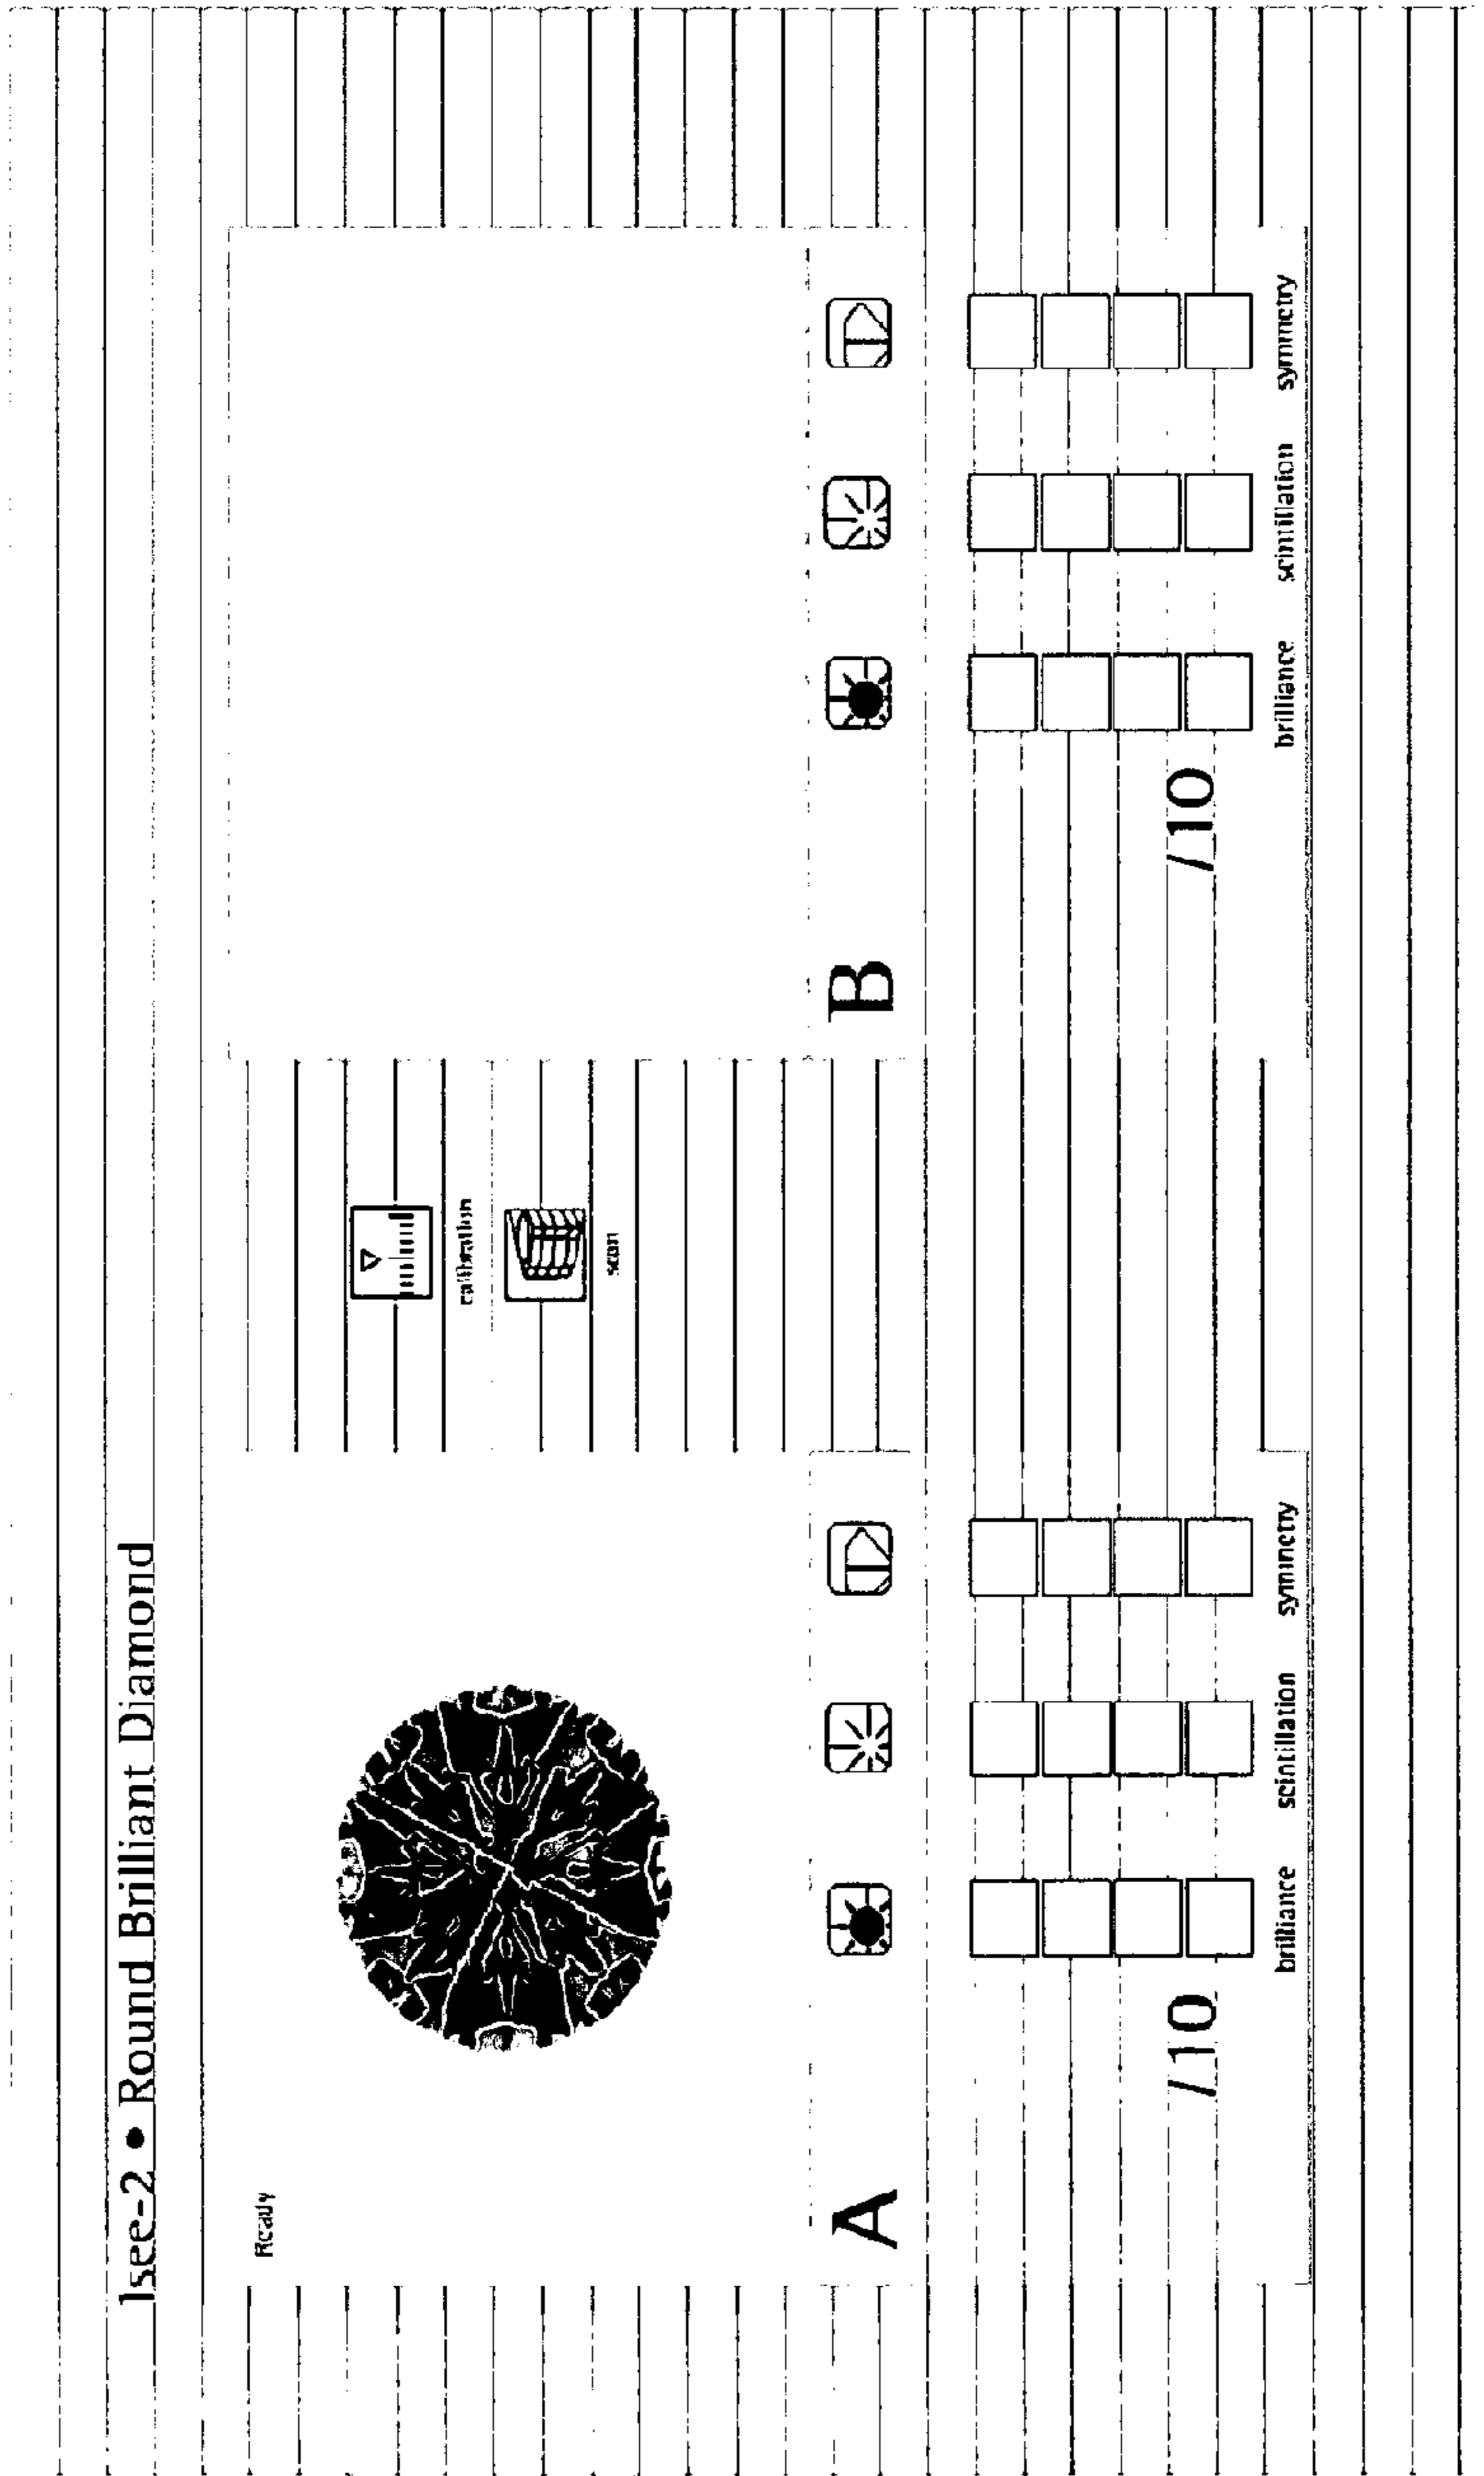 Isee-2 • Round Brilliant Diamond
Ready
calibration
scan
A
B
/10
brilliance
scintillation
symmetry
/10
brilliance
scintillation
symmetry